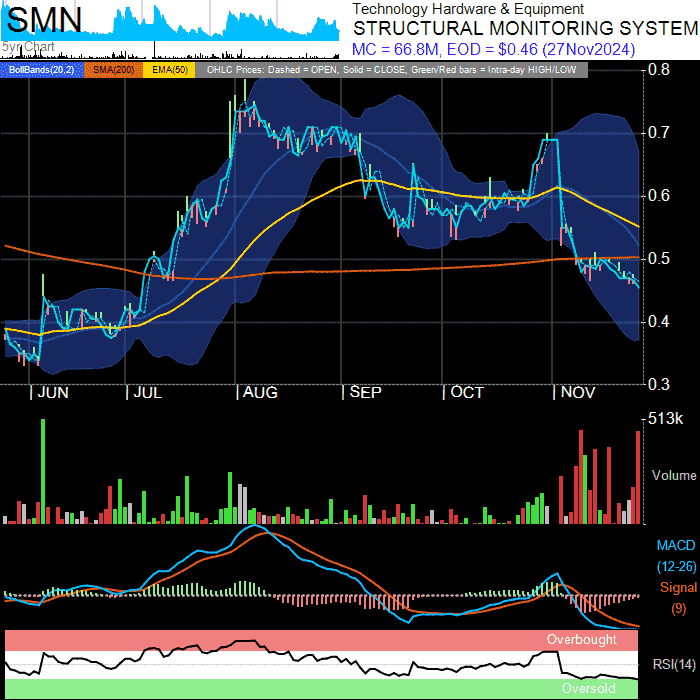 SMN
5yr Chart
Technology Hardware & Equipment
STRUCTURAL MONITORING SYSTEM
MC = 66.8M, EOD = $0.46 (27Nov2024)
BollBands(20,2) SMA(200) EMA(50) OHLC Prices: Dashed = OPEN, Solid = CLOSE, Green/Red bars = Intra-day HIGH/LOW
0.8
0.7
0.6
0.5
0.4
0.3
| JUN | JUL | AUG | SEP | OCT | NOV
513k
Volume
MACD
(12-26)
Signal
(9)
Overbought
RSI(14)
Oversold